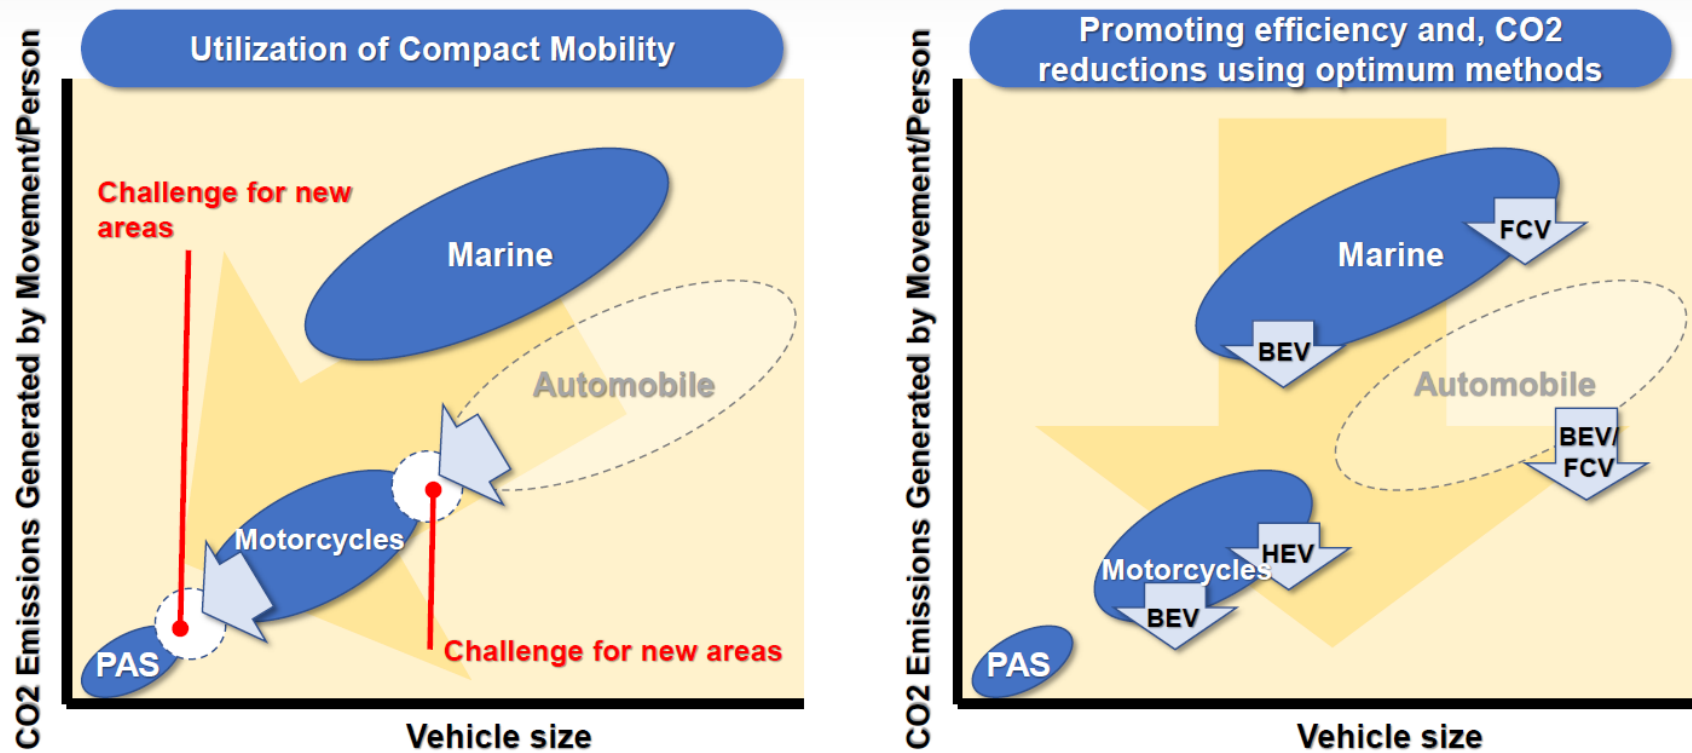 Utilization of Compact Mobility
CO2 Emissions Generated by Movement/Person
Challenge for new
areas
Marine
Automobile
Motorcycles
PAS
Challenge for new areas
Vehicle size
Promoting efficiency and, CO2
reductions using optimum methods
CO2 Emissions Generated by Movement/Person
FCV
Marine
BEV
Automobile
BEV/
FCV
HEV
Motorcycles
BEV
PAS
Vehicle size